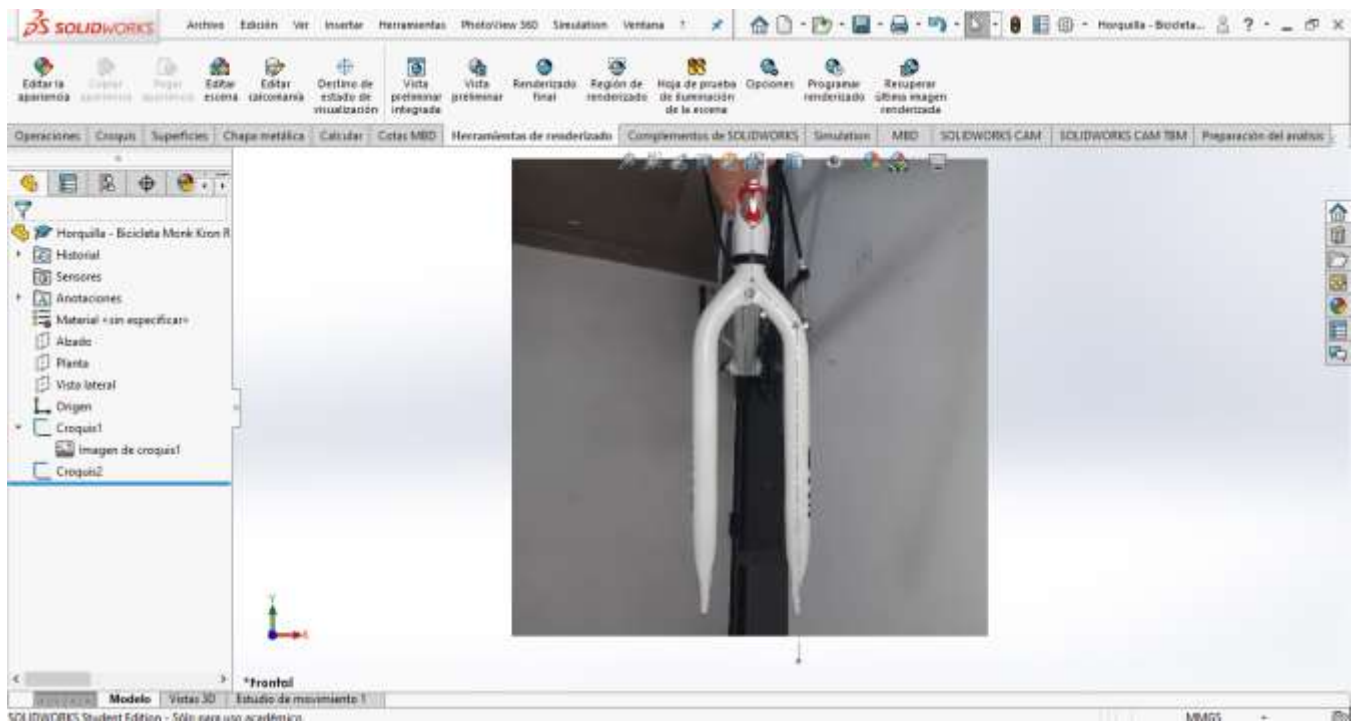 SOLIDWORKS Archivo Edición Ver Insertar Herramientas PhotoView 360 Simulation Ventana ? Horquilla - Bicicleta... ?
Editar la apariencia Copiar apariencia Pegar apariencia Editar escena Editar calcomanía Destino de estado de visualización Vista preliminar integrada Vista preliminar Renderizado final Región de renderizado Hoja de prueba de iluminación de la escena Opciones Programar renderizado Recuperar última imagen renderizada
Operaciones Croquis Superficies Chapa metálica Calcular Cotas MBD Herramientas de renderizado Complementos de SOLIDWORKS Simulation MBD SOLIDWORKS CAM SOLIDWORKS CAM TBM Preparación del análisis
Horquilla - Bicicleta Monk Kron R
Historial
Sensores
Anotaciones
Material <sin especificar>
Alzado
Planta
Vista lateral
Origen
Croquis1
Imagen de croquis1
Croquis2
Y
X
*Frontal
Modelo Vistas 3D Estudio de movimiento 1
SOLIDWORKS Student Edition - Sólo para uso académico. MMGS